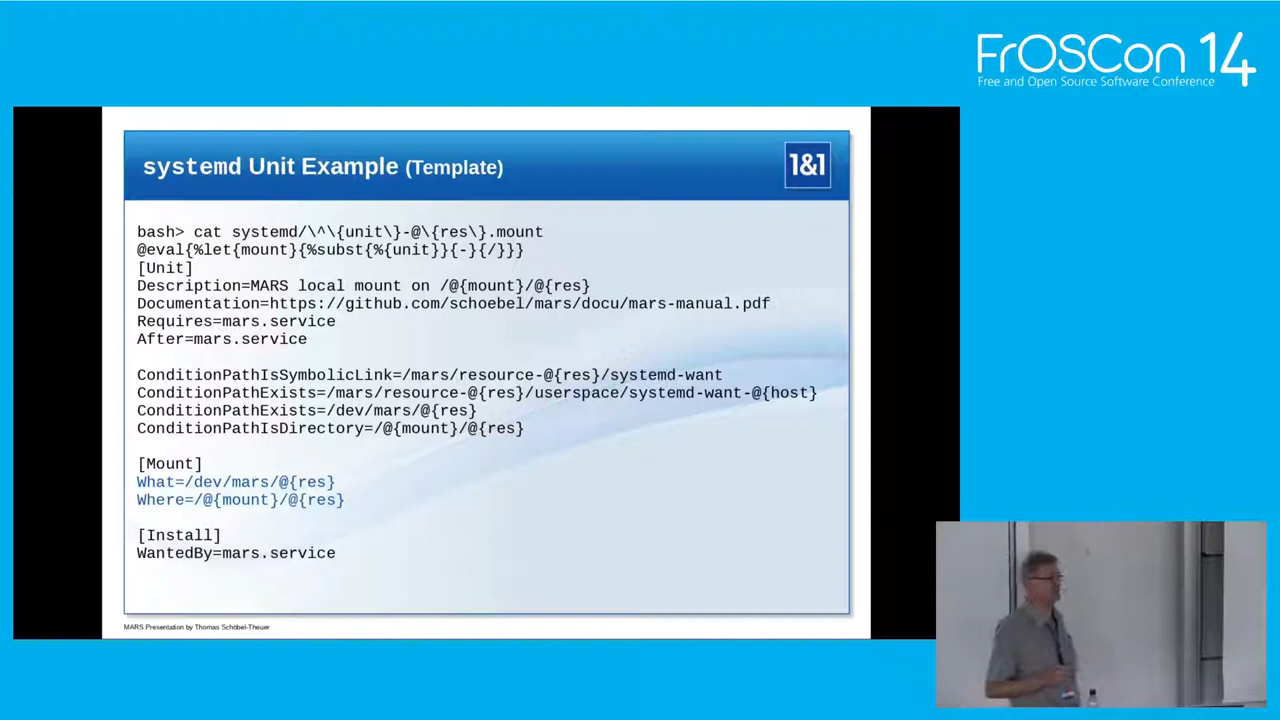 FrOSCon 14
Free and Open Source Software Conference
systemd Unit Example (Template)
1&1
bash> cat systemd/\^\{unit\}-@\{res\}.mount
@eval{%let{mount}{%subst{%{unit}}{-}{/}}}
[Unit]
Description=MARS local mount on /@{mount}/@{res}
Documentation=https://github.com/schoebel/mars/docu/mars-manual.pdf
Requires=mars.service
After=mars.service
ConditionPathIsSymbolicLink=/mars/resource-@{res}/systemd-want
ConditionPathExists=/mars/resource-@{res}/userspace/systemd-want-@{host}
ConditionPathExists=/dev/mars/@{res}
ConditionPathIsDirectory=/@{mount}/@{res}
[Mount]
What=/dev/mars/@{res}
Where=/@{mount}/@{res}
[Install]
WantedBy=mars.service
MARS Presentation by Thomas Schöbel-Theuer